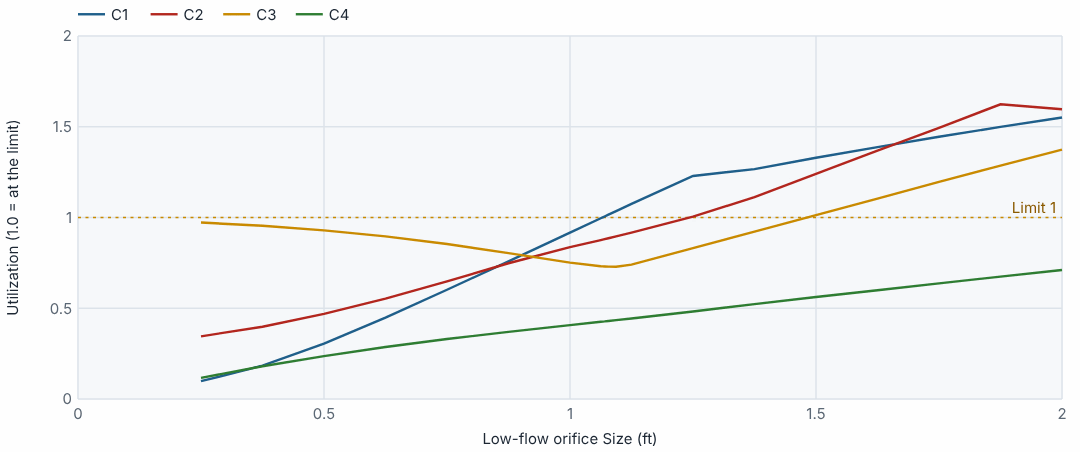 C1 C2 C3 C4
Utilization (1.0 = at the limit)
2
1.5
1
0.5
0
Limit 1
0 0.5 1 1.5 2
Low-flow orifice Size (ft)